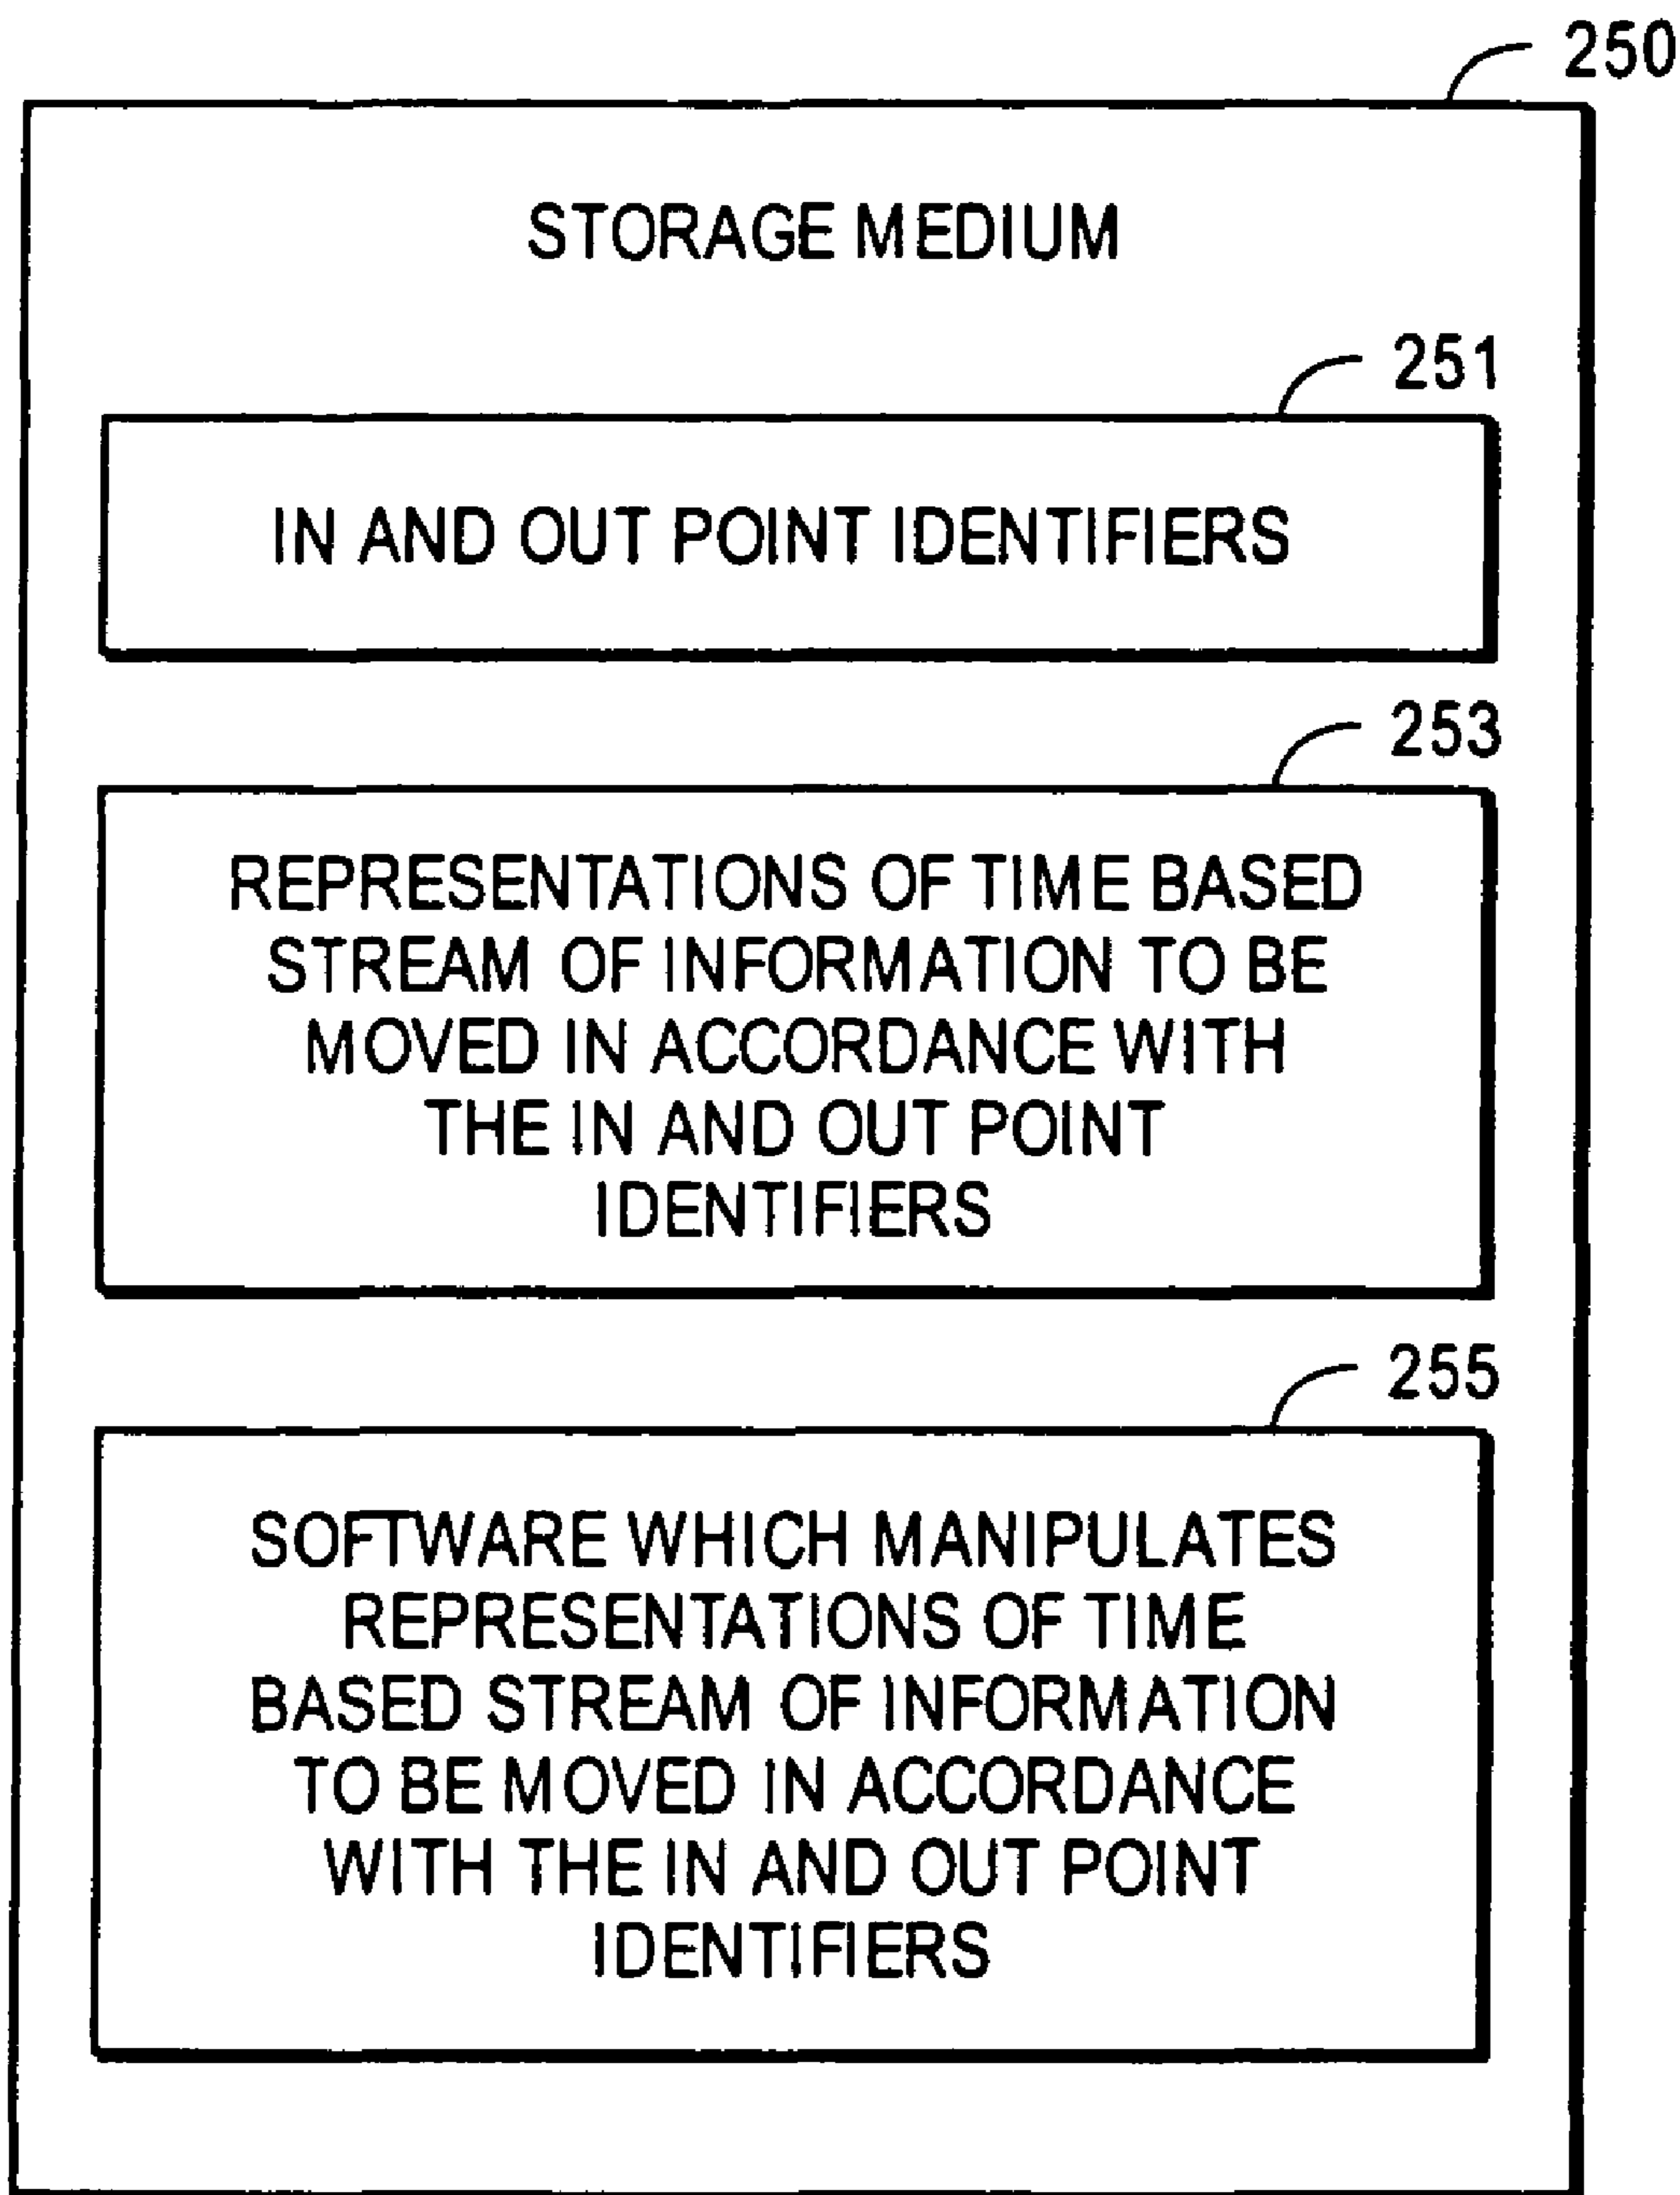 250
STORAGE MEDIUM
251
IN AND OUT POINT IDENTIFIERS
253
REPRESENTATIONS OF TIME BASED
STREAM OF INFORMATION TO BE
MOVED IN ACCORDANCE WITH
THE IN AND OUT POINT
IDENTIFIERS
255
SOFTWARE WHICH MANIPULATES
REPRESENTATIONS OF TIME
BASED STREAM OF INFORMATION
TO BE MOVED IN ACCORDANCE
WITH THE IN AND OUT POINT
IDENTIFIERS